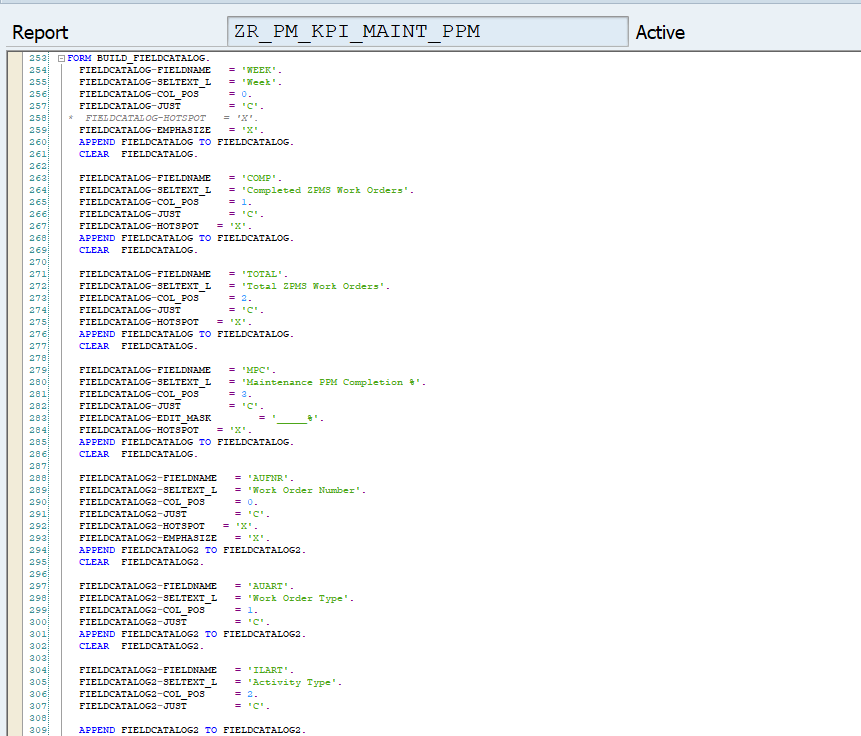 Report ZR_PM_KPI_MAINT_PPM Active
253 FORM BUILD_FIELDCATALOG.
254 FIELDCATALOG-FIELDNAME = 'WEEK'.
255 FIELDCATALOG-SELTEXT_L = 'Week'.
256 FIELDCATALOG-COL_POS = 0.
257 FIELDCATALOG-JUST = 'C'.
258 * FIELDCATALOG-HOTSPOT = 'X'.
259 FIELDCATALOG-EMPHASIZE = 'X'.
260 APPEND FIELDCATALOG TO FIELDCATALOG.
261 CLEAR FIELDCATALOG.
262
263 FIELDCATALOG-FIELDNAME = 'COMP'.
264 FIELDCATALOG-SELTEXT_L = 'Completed ZPMS Work Orders'.
265 FIELDCATALOG-COL_POS = 1.
266 FIELDCATALOG-JUST = 'C'.
267 FIELDCATALOG-HOTSPOT = 'X'.
268 APPEND FIELDCATALOG TO FIELDCATALOG.
269 CLEAR FIELDCATALOG.
270
271 FIELDCATALOG-FIELDNAME = 'TOTAL'.
272 FIELDCATALOG-SELTEXT_L = 'Total ZPMS Work Orders'.
273 FIELDCATALOG-COL_POS = 2.
274 FIELDCATALOG-JUST = 'C'.
275 FIELDCATALOG-HOTSPOT = 'X'.
276 APPEND FIELDCATALOG TO FIELDCATALOG.
277 CLEAR FIELDCATALOG.
278
279 FIELDCATALOG-FIELDNAME = 'MPC'.
280 FIELDCATALOG-SELTEXT_L = 'Maintenance PPM Completion %'.
281 FIELDCATALOG-COL_POS = 3.
282 FIELDCATALOG-JUST = 'C'.
283 FIELDCATALOG-EDIT_MASK = '_____%'.
284 FIELDCATALOG-HOTSPOT = 'X'.
285 APPEND FIELDCATALOG TO FIELDCATALOG.
286 CLEAR FIELDCATALOG.
287
288 FIELDCATALOG2-FIELDNAME = 'AUFNR'.
289 FIELDCATALOG2-SELTEXT_L = 'Work Order Number'.
290 FIELDCATALOG2-COL_POS = 0.
291 FIELDCATALOG2-JUST = 'C'.
292 FIELDCATALOG2-HOTSPOT = 'X'.
293 FIELDCATALOG2-EMPHASIZE = 'X'.
294 APPEND FIELDCATALOG2 TO FIELDCATALOG2.
295 CLEAR FIELDCATALOG2.
296
297 FIELDCATALOG2-FIELDNAME = 'AUART'.
298 FIELDCATALOG2-SELTEXT_L = 'Work Order Type'.
299 FIELDCATALOG2-COL_POS = 1.
300 FIELDCATALOG2-JUST = 'C'.
301 APPEND FIELDCATALOG2 TO FIELDCATALOG2.
302 CLEAR FIELDCATALOG2.
303
304 FIELDCATALOG2-FIELDNAME = 'ILART'.
305 FIELDCATALOG2-SELTEXT_L = 'Activity Type'.
306 FIELDCATALOG2-COL_POS = 2.
307 FIELDCATALOG2-JUST = 'C'.
308
309 APPEND FIELDCATALOG2 TO FIELDCATALOG2.